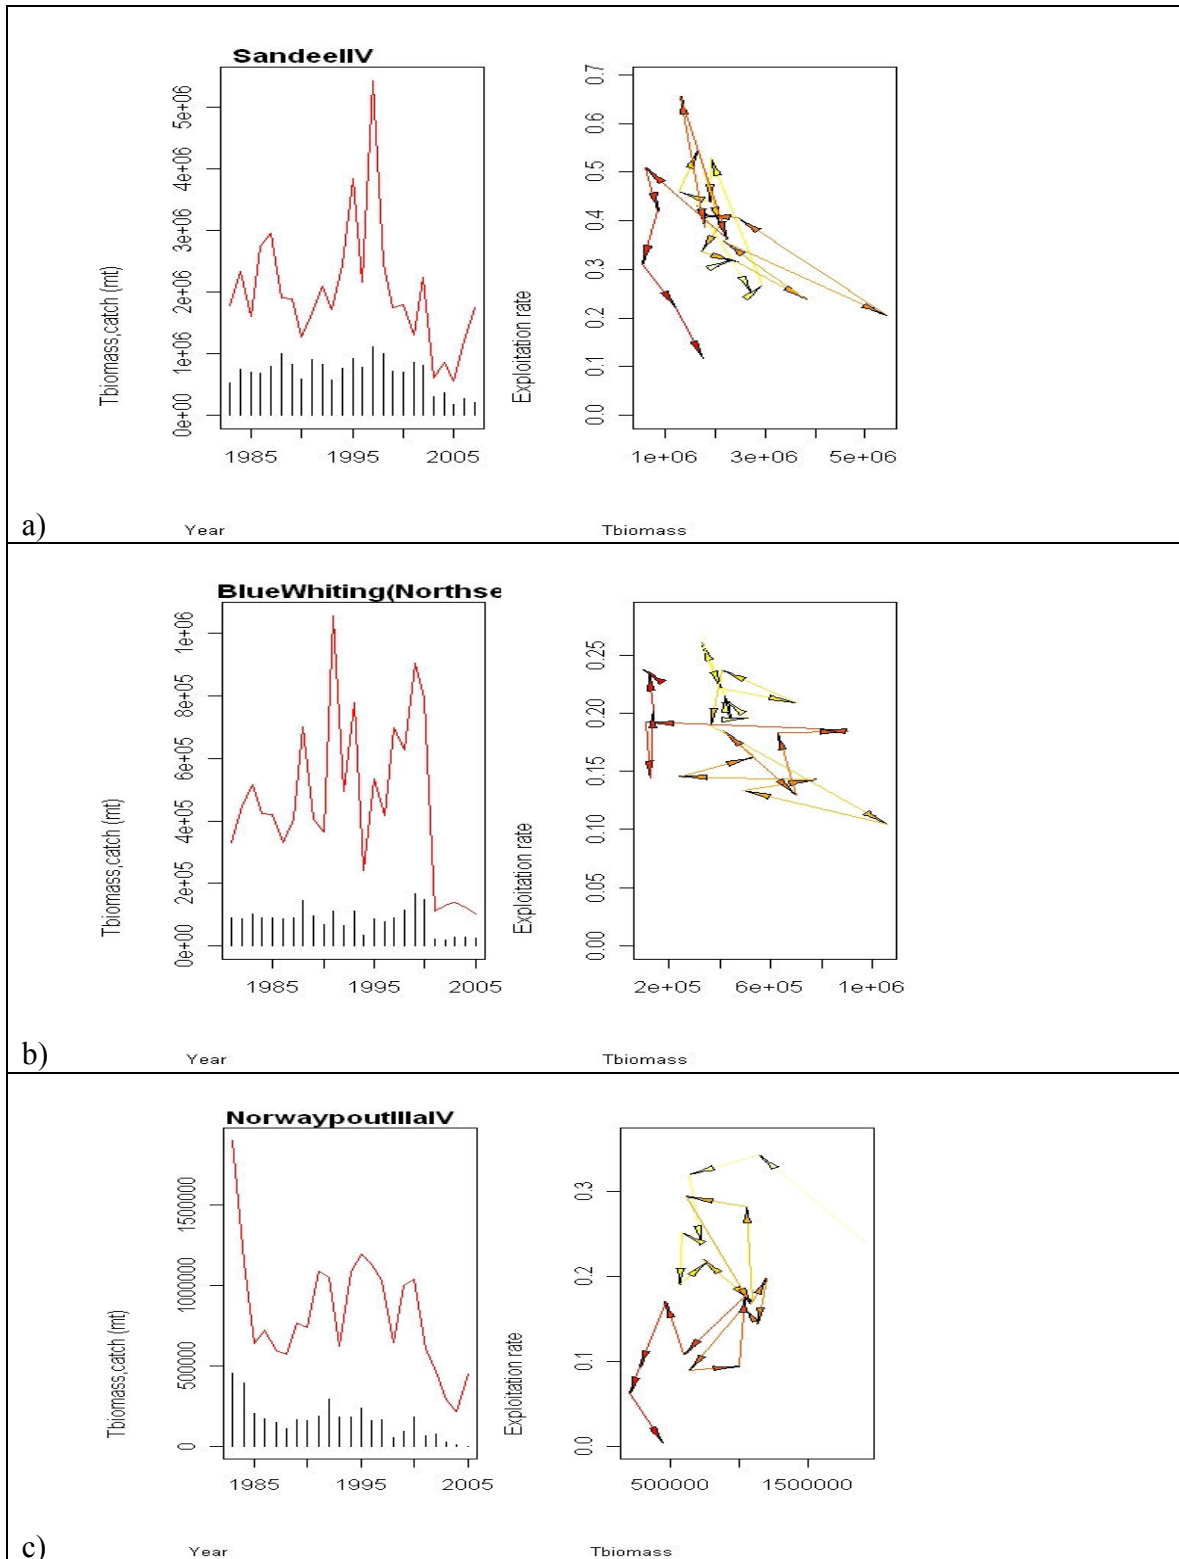 SandeelIV
Tbiomass,catch (mt)
0e+00 1e+06 2e+06 3e+06 4e+06 5e+06
1985 1995 2005
Year
Exploitation rate
0.0 0.1 0.2 0.3 0.4 0.5 0.6 0.7
1e+06 3e+06 5e+06
Tbiomass
a)
BlueWhiting(Northse
Tbiomass,catch (mt)
0e+00 2e+05 4e+05 6e+05 8e+05 1e+06
1985 1995 2005
Year
Exploitation rate
0.00 0.05 0.10 0.15 0.20 0.25
2e+05 6e+05 1e+06
Tbiomass
b)
NorwaypoutIIIaIV
Tbiomass,catch (mt)
0 500000 1000000 1500000
1985 1995 2005
Year
Exploitation rate
0.0 0.1 0.2 0.3
500000 1500000
Tbiomass
c)